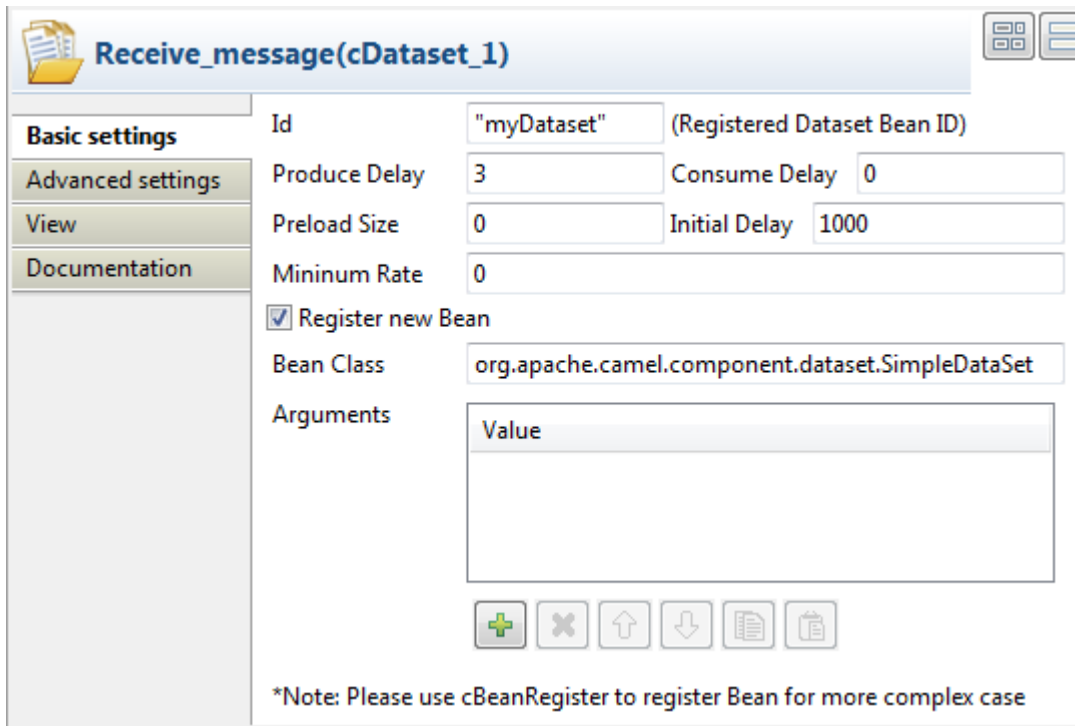 Receive_message(cDataset_1)
Basic settings
Advanced settings
View
Documentation
Id "myDataset" (Registered Dataset Bean ID)
Produce Delay 3 Consume Delay 0
Preload Size 0 Initial Delay 1000
Mininum Rate 0
Register new Bean
Bean Class org.apache.camel.component.dataset.SimpleDataSet
Arguments
Value
*Note: Please use cBeanRegister to register Bean for more complex case